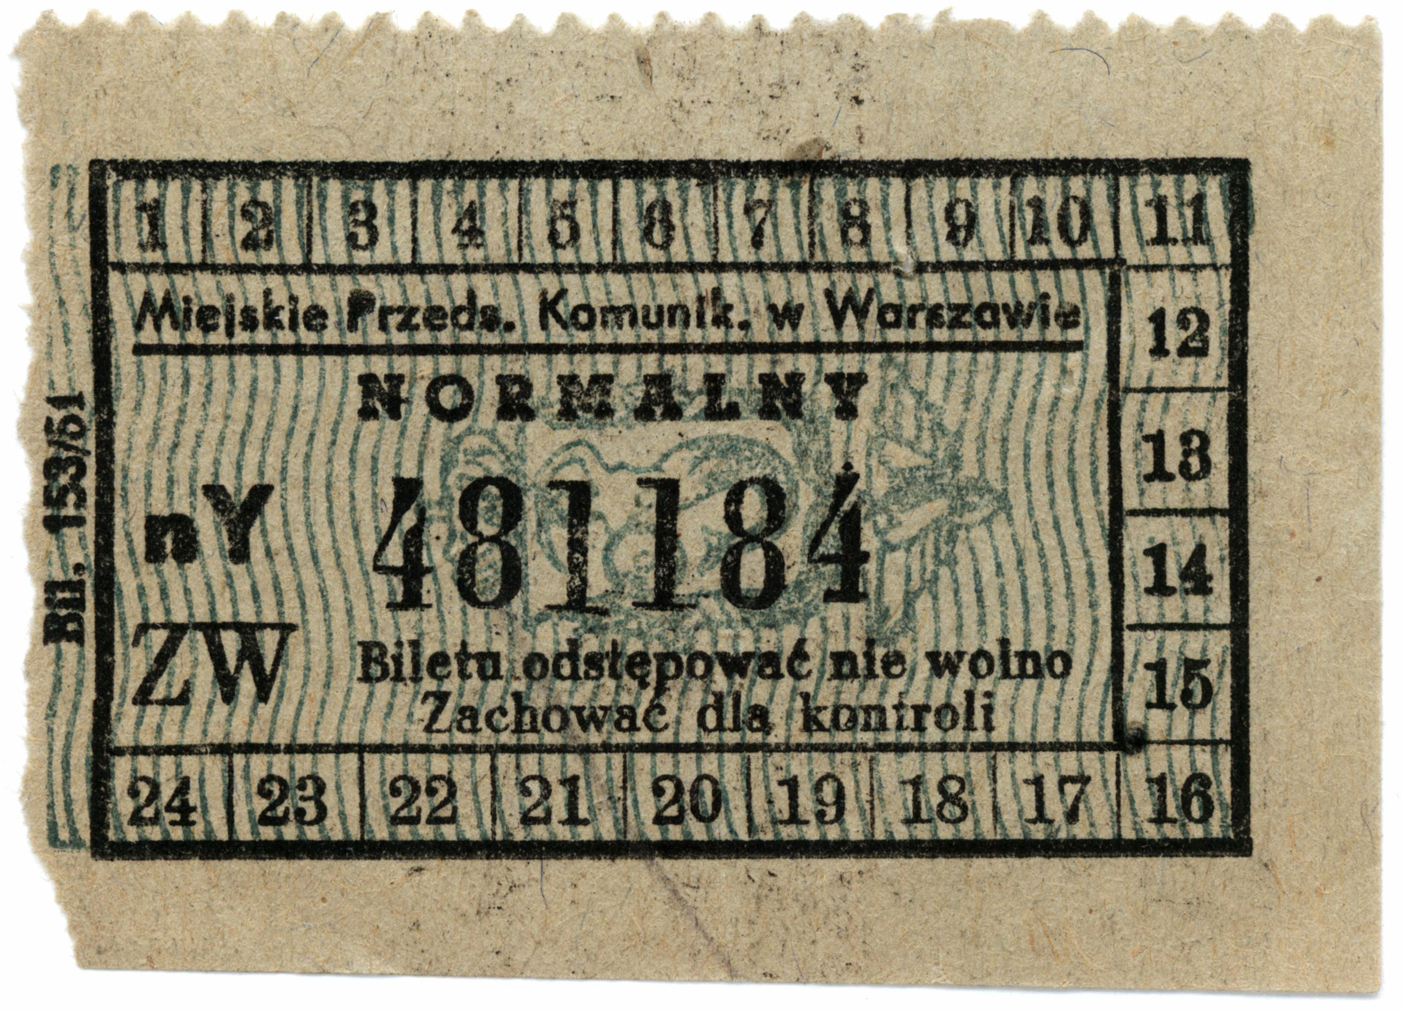 1 2 3 4 5 6 7 8 9 10 11
Miejskie Przeds. Komunik. w Warszawie
12
NORMALNY
13
nY 481184
14
ZW
Biletu odstępować nie wolno
15
Zachować dla kontroli
24 23 22 21 20 19 18 17 16
Bil. 153/51